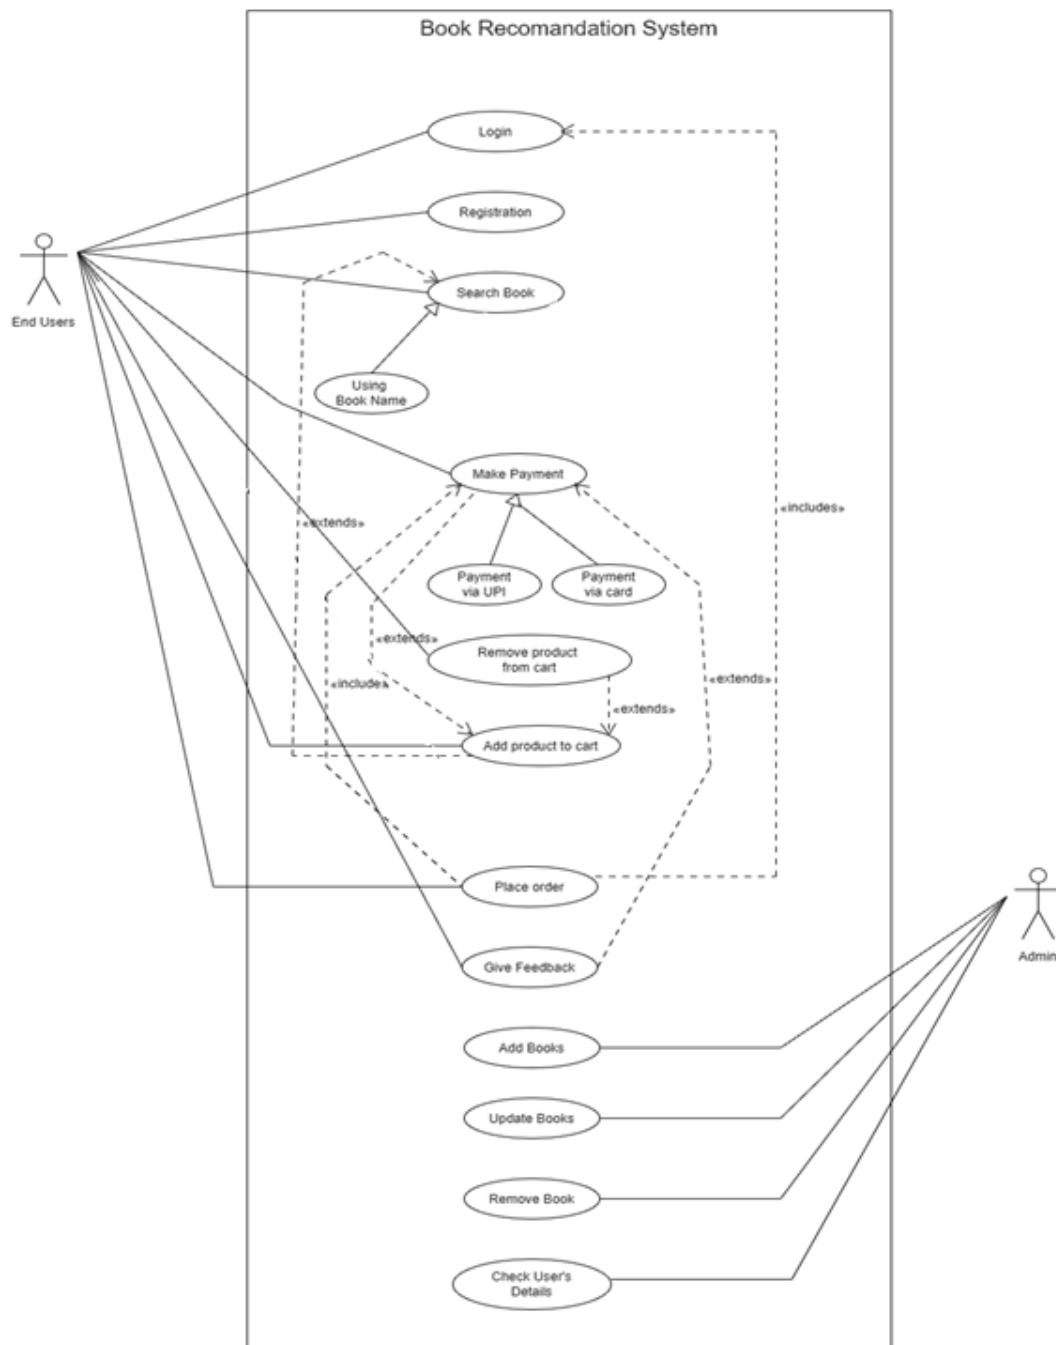 Book Recomandation System
Login
Registration
Search Book
End Users
Using
Book Name
Make Payment
«includes»
«extends»
Payment
via UPI
Payment
via card
«extends»
Remove product
from cart
«include»
«extends»
«extends»
Add product to cart
Place order
Give Feedback
Admin
Add Books
Update Books
Remove Book
Check User's
Details